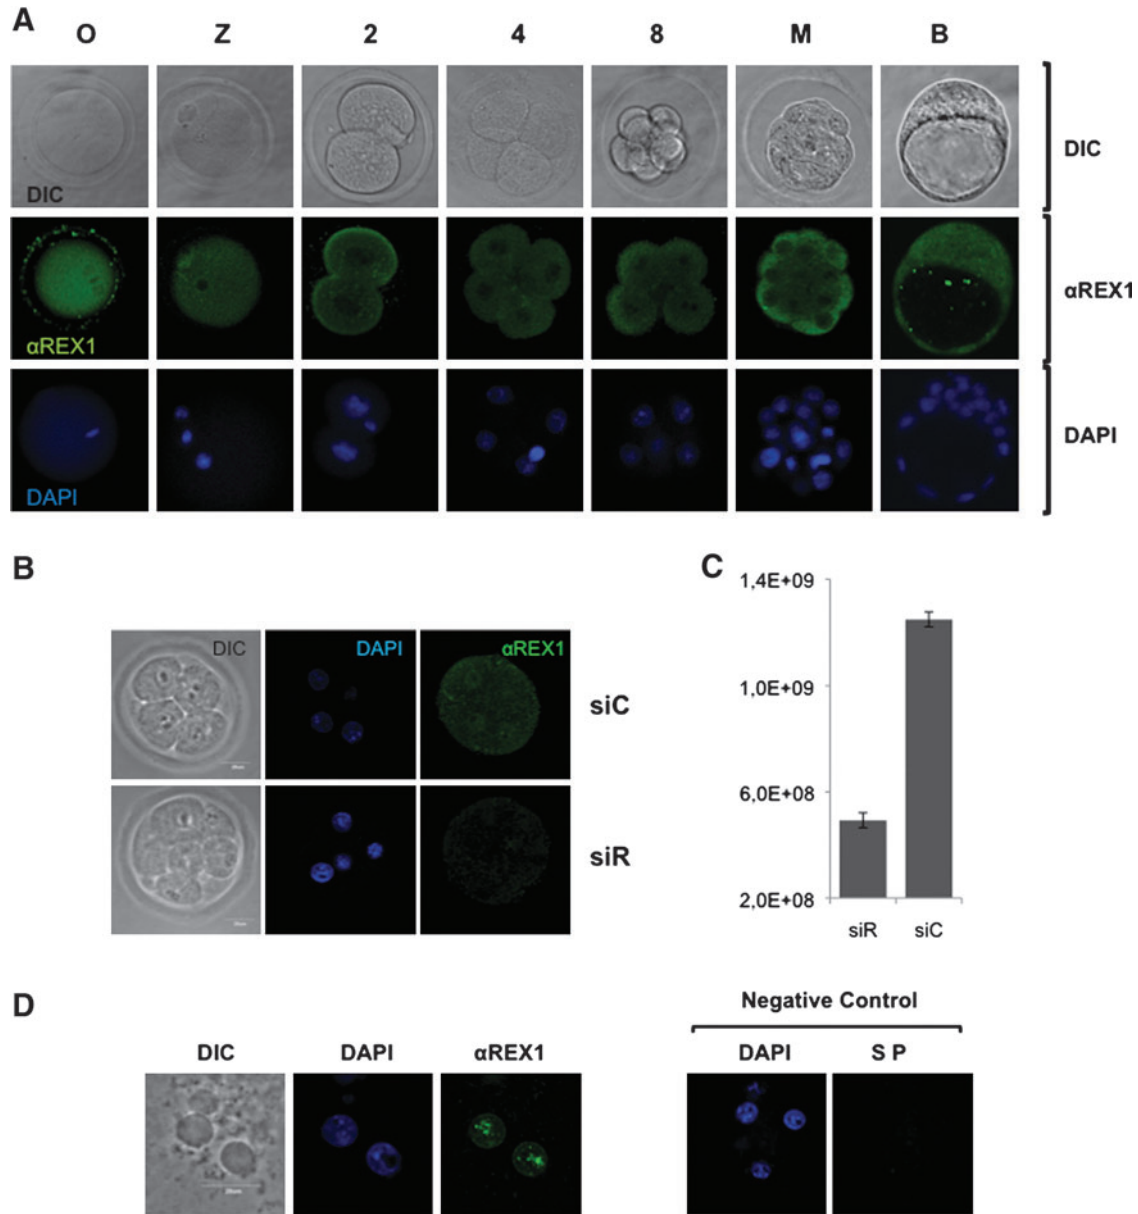 A
O Z 2 4 8 M B
DIC
DIC
αREX1
αREX1
DAPI
DAPI
B
DIC DAPI αREX1
siC
siR
C
1,4E+09
1,0E+09
6,0E+08
2,0E+08
siR siC
D
Negative Control
DIC DAPI αREX1 DAPI S P